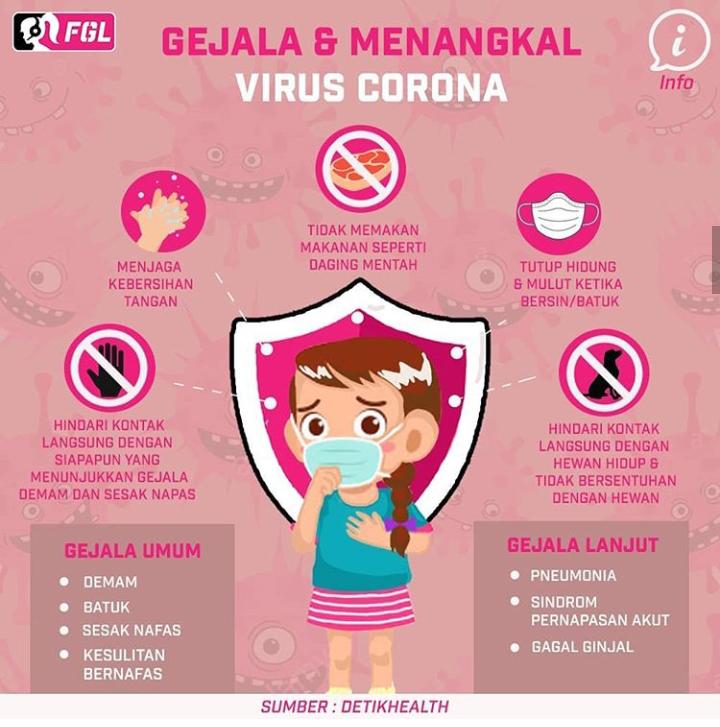 FGL
GEJALA & MENANGKAL
VIRUS CORONA
i
Info
TIDAK MEMAKAN
MAKANAN SEPERTI
DAGING MENTAH
MENJAGA
KEBERSIHAN
TANGAN
TUTUP HIDUNG
& MULUT KETIKA
BERSIN/BATUK
HINDARI KONTAK
LANGSUNG DENGAN
SIAPAPUN YANG
MENUNJUKKAN GEJALA
DEMAM DAN SESAK NAPAS
HINDARI KONTAK
LANGSUNG DENGAN
HEWAN HIDUP &
TIDAK BERSENTUHAN
DENGAN HEWAN
GEJALA UMUM
DEMAM
BATUK
SESAK NAFAS
KESULITAN
BERNAFAS
GEJALA LANJUT
PNEUMONIA
SINDROM
PERNAPASAN AKUT
GAGAL GINJAL
SUMBER : DETIKHEALTH